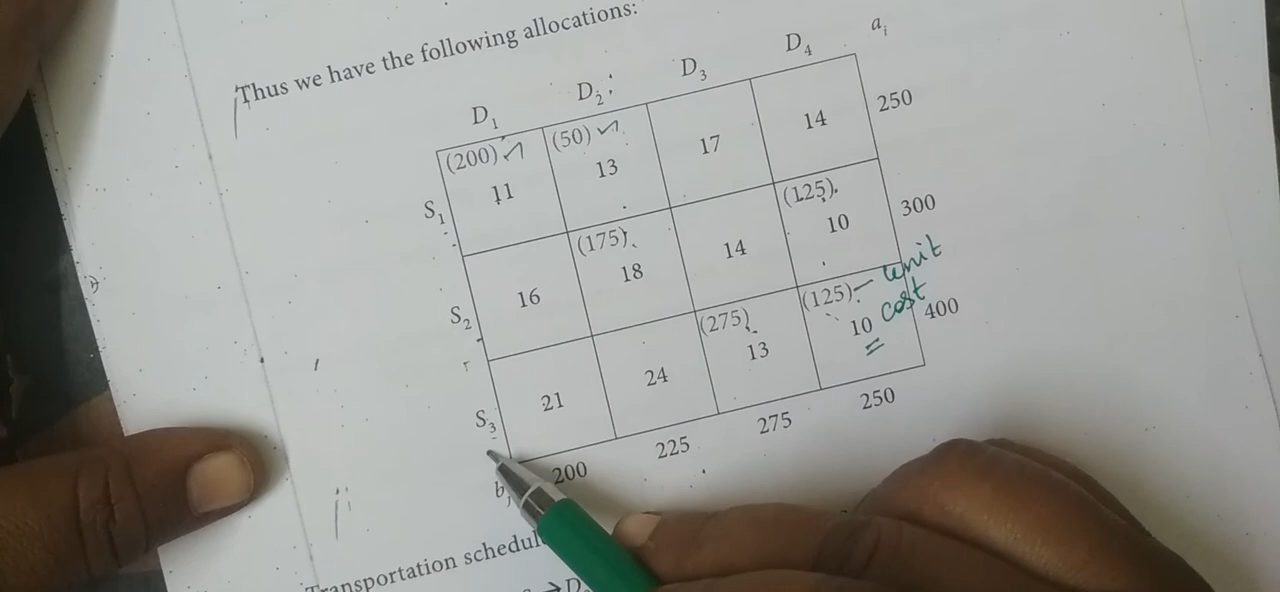 Thus we have the following allocations:
D1 D2 D3 D4 ai
(200) (50)
S1 11 13 17 14 250
(175) (125)
S2 16 18 14 10 300
(275) (125) unit cost
S3 21 24 13 10 400
bj 200 225 275 250
Transportation schedul